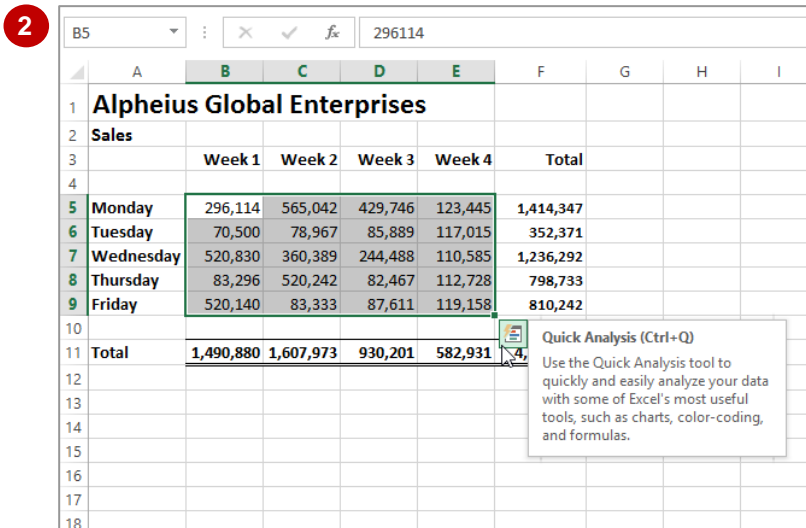 2
B5 fx 296114
A B C D E F G H I
1 Alpheius Global Enterprises
2 Sales
3 Week 1 Week 2 Week 3 Week 4 Total
4
5 Monday 296,114 565,042 429,746 123,445 1,414,347
6 Tuesday 70,500 78,967 85,889 117,015 352,371
7 Wednesday 520,830 360,389 244,488 110,585 1,236,292
8 Thursday 83,296 520,242 82,467 112,728 798,733
9 Friday 520,140 83,333 87,611 119,158 810,242
10
11 Total 1,490,880 1,607,973 930,201 582,931 4,
Quick Analysis (Ctrl+Q)
Use the Quick Analysis tool to
quickly and easily analyze your data
with some of Excel's most useful
tools, such as charts, color-coding,
and formulas.
12
13
14
15
16
17
18